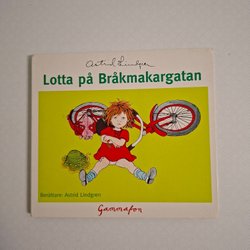 Astrid Lindgren
Lotta på Bråkmakargatan
Berättare: Astrid Lindgren
Gammafon